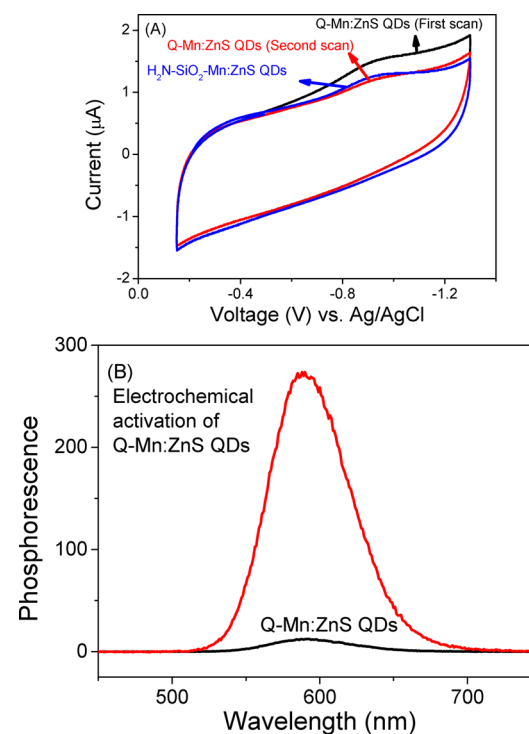 (A)
Q-Mn:ZnS QDs (First scan)
Q-Mn:ZnS QDs (Second scan)
H₂N-SiO₂-Mn:ZnS QDs
2
1
0
-1
-2
Current (μA)
0.0 -0.4 -0.8 -1.2
Voltage (V) vs. Ag/AgCl
(B)
Electrochemical
activation of
Q-Mn:ZnS QDs
Q-Mn:ZnS QDs
300
200
100
0
Phosphorescence
500 600 700
Wavelength (nm)